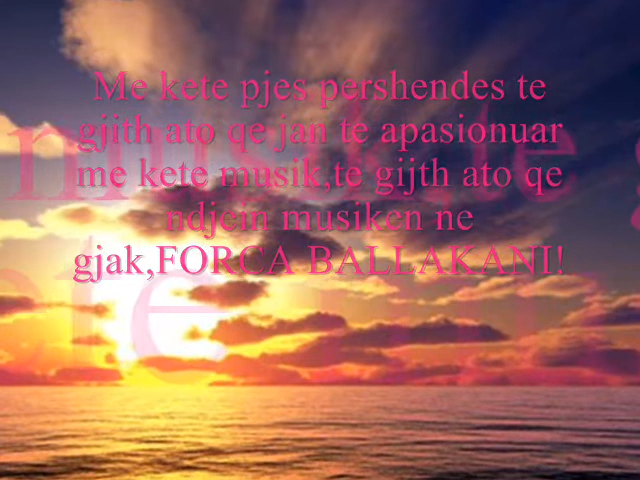 Me kete pjes pershendes te
gjith ato qe jan te apasionuar
me kete musik,te gijth ato qe
ndjein musiken ne
gjak,FORCA BALLAKANI!